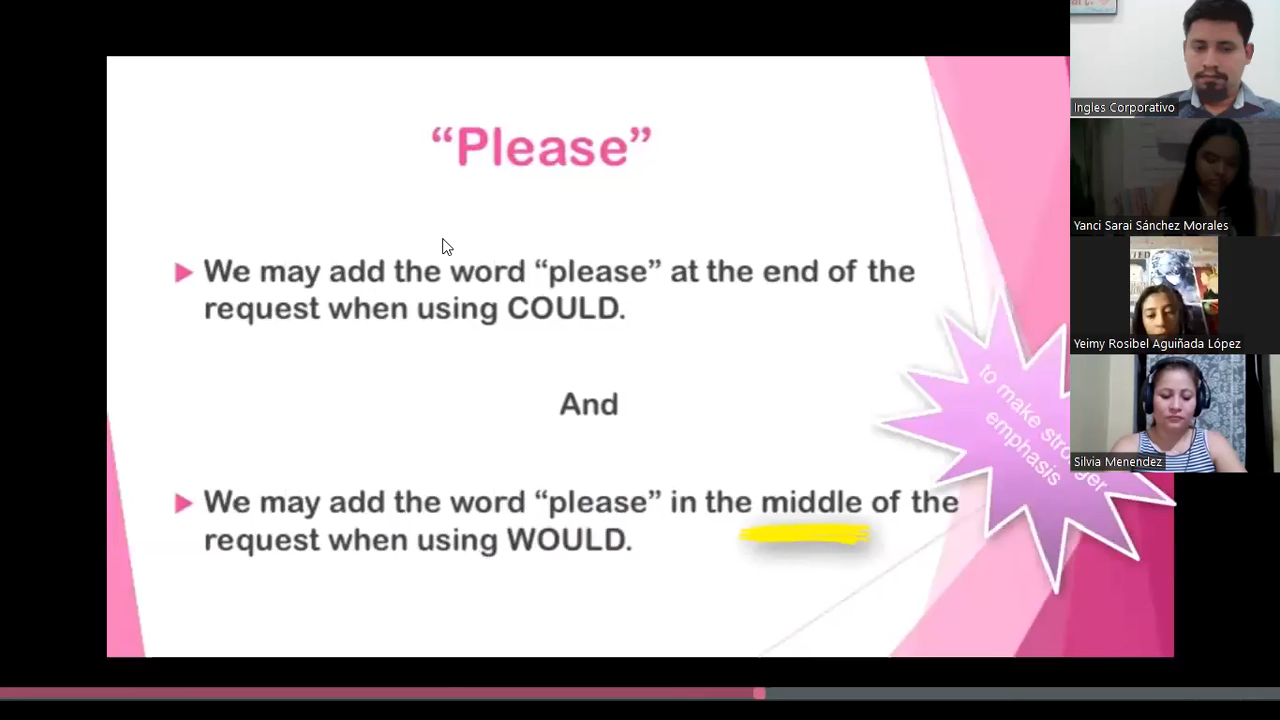 “Please”
We may add the word “please” at the end of the
request when using COULD.
And
We may add the word “please” in the middle of the
request when using WOULD.
to make stronger
emphasis
Ingles Corporativo
Yanci Sarai Sánchez Morales
Yeimy Rosibel Aguiñada López
Silvia Menendez